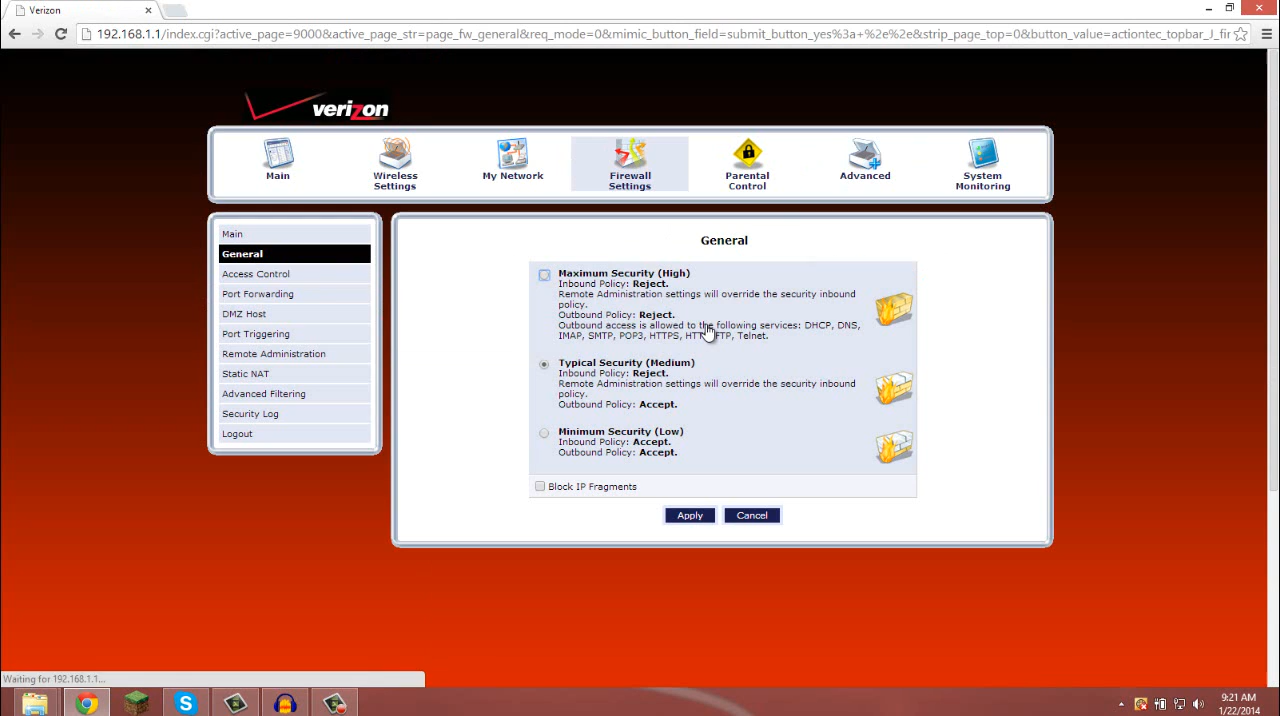 Verizon
192.168.1.1/index.cgi?active_page=9000&active_page_str=page_fw_general&req_mode=0&mimic_button_field=submit_button_yes%3a+%2e%2e&strip_page_top=0&button_value=actiontec_topbar_J_fir
verizon
Main
Wireless Settings
My Network
Firewall Settings
Parental Control
Advanced
System Monitoring
Main
General
Access Control
Port Forwarding
DMZ Host
Port Triggering
Remote Administration
Static NAT
Advanced Filtering
Security Log
Logout
General
Maximum Security (High)
Inbound Policy: Reject.
Remote Administration settings will override the security inbound
policy.
Outbound Policy: Reject.
Outbound access is allowed to the following services: DHCP, DNS,
IMAP, SMTP, POP3, HTTPS, Telnet.
Typical Security (Medium)
Inbound Policy: Reject.
Remote Administration settings will override the security inbound
policy.
Outbound Policy: Accept.
Minimum Security (Low)
Inbound Policy: Accept.
Outbound Policy: Accept.
Block IP Fragments
Apply
Cancel
Waiting for 192.168.1.1...
9:21 AM
1/22/2014